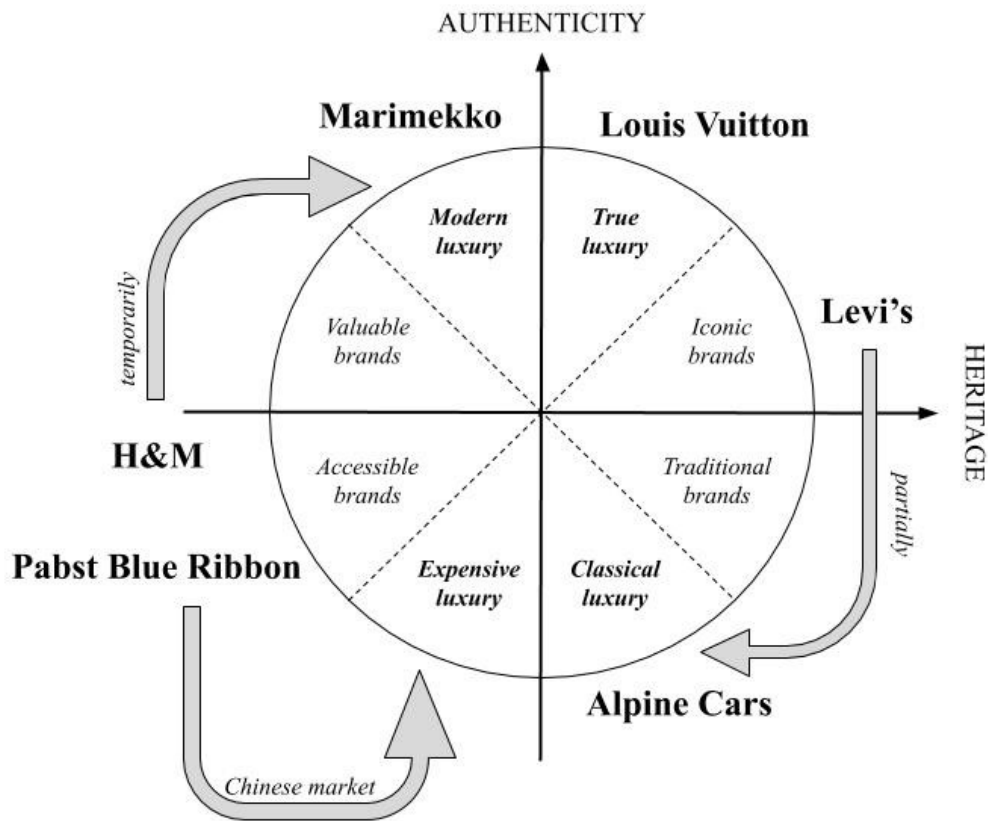 AUTHENTICITY
Marimekko
Louis Vuitton
Modern
luxury
True
luxury
temporarily
Valuable
brands
Iconic
brands
Levi’s
HERITAGE
H&M
Accessible
brands
Traditional
brands
partially
Pabst Blue Ribbon
Expensive
luxury
Classical
luxury
Alpine Cars
Chinese market